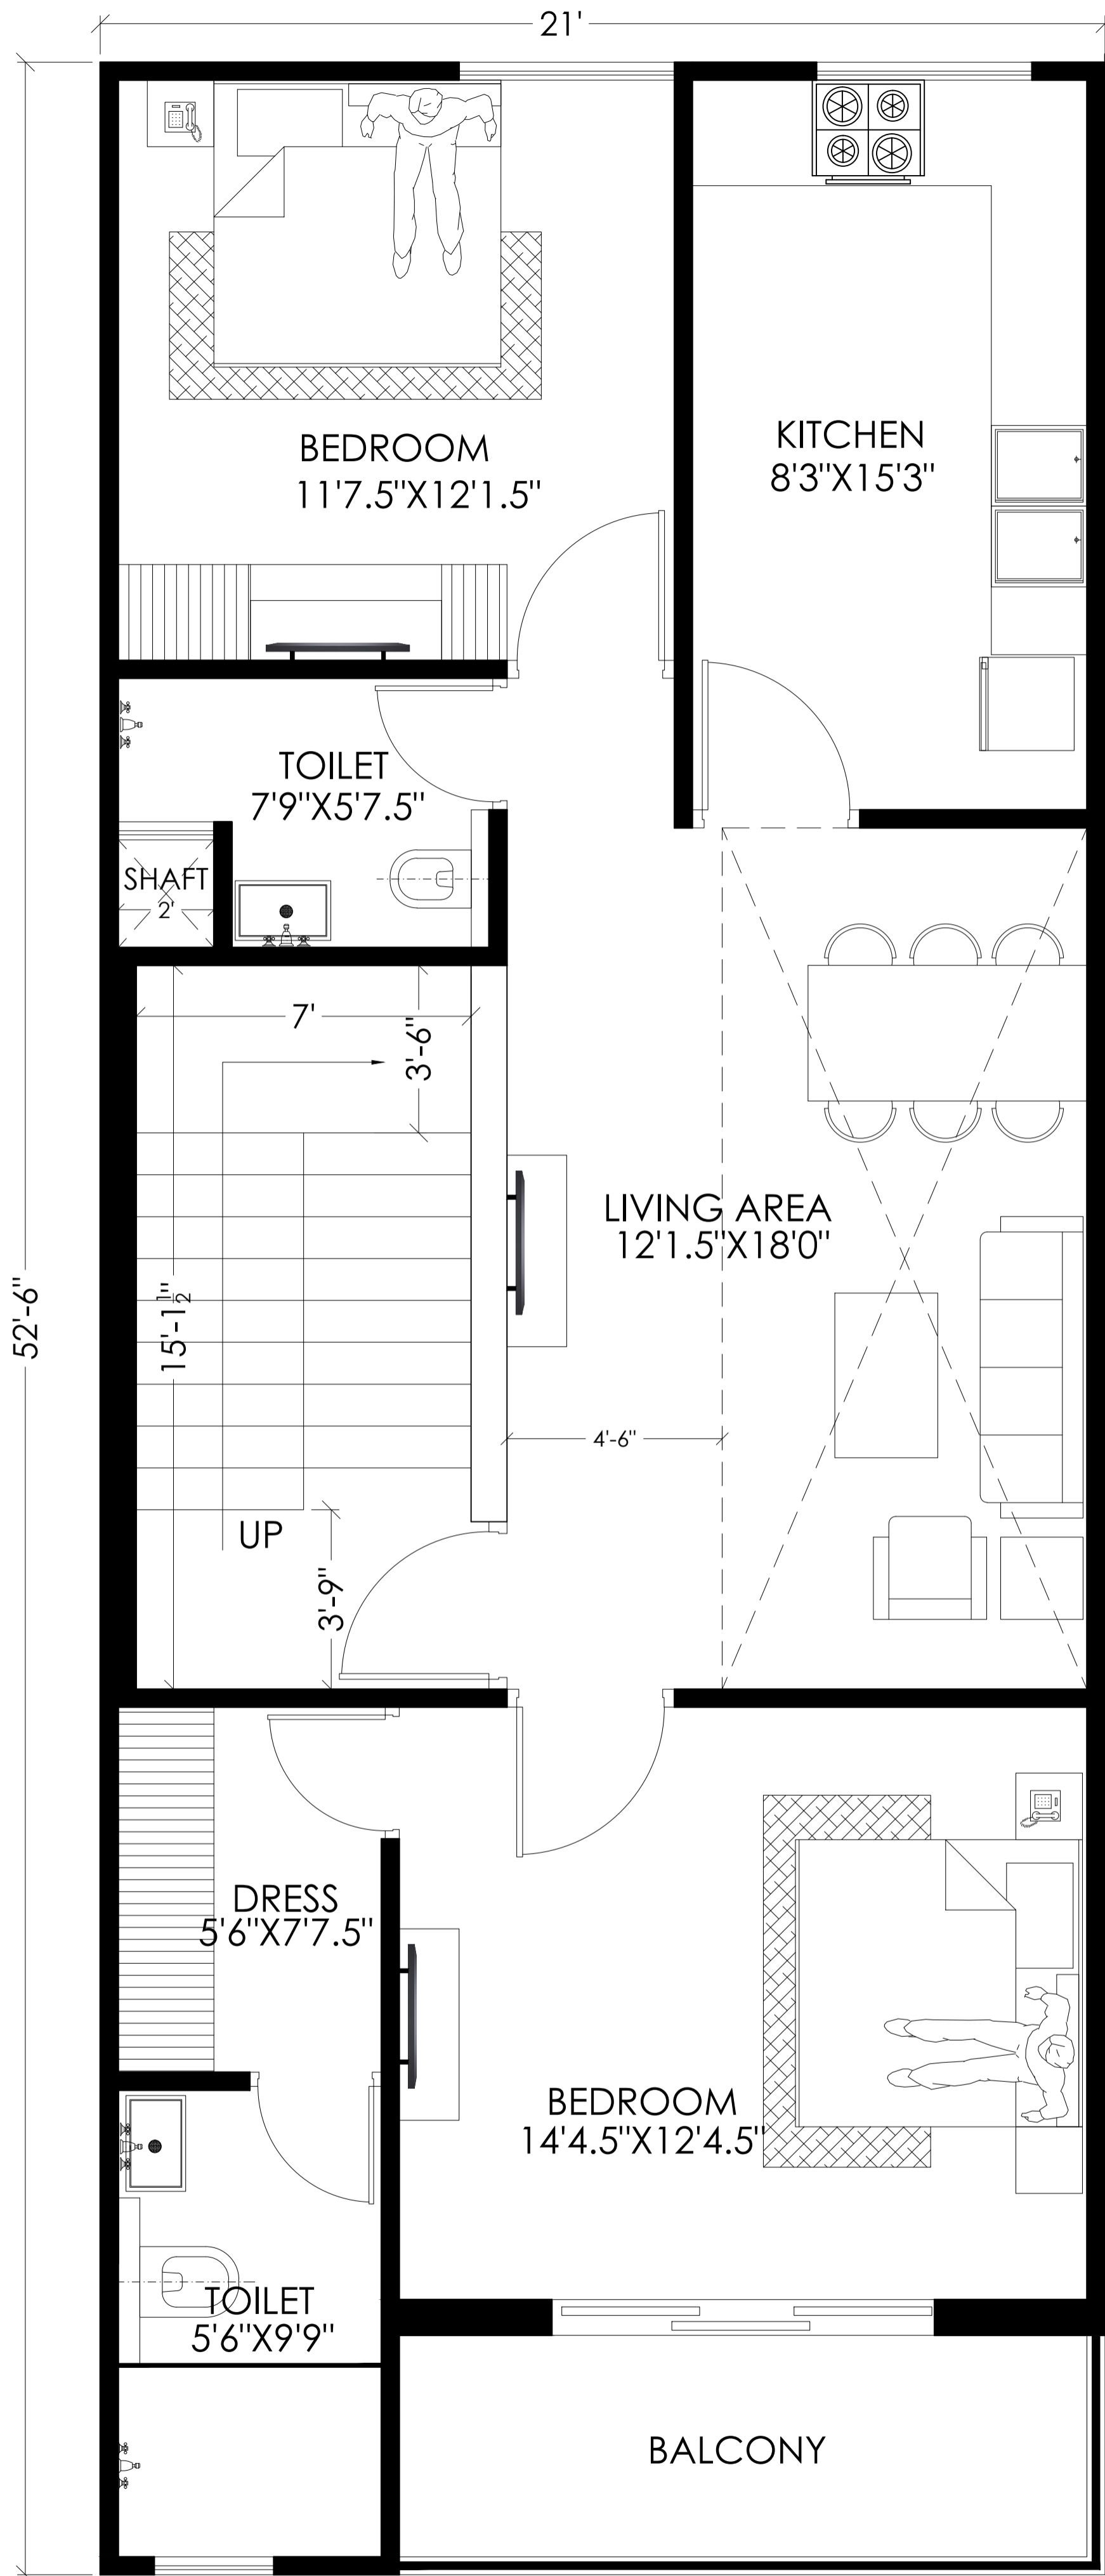 21'
52'-6"
BEDROOM
11'7.5"X12'1.5"
KITCHEN
8'3"X15'3"
TOILET
7'9"X5'7.5"
SHAFT
2'
7'
3'-6"
15'-1½"
LIVING AREA
12'1.5"X18'0"
4'-6"
UP
3'-9"
DRESS
5'6"X7'7.5"
BEDROOM
14'4.5"X12'4.5"
TOILET
5'6"X9'9"
BALCONY